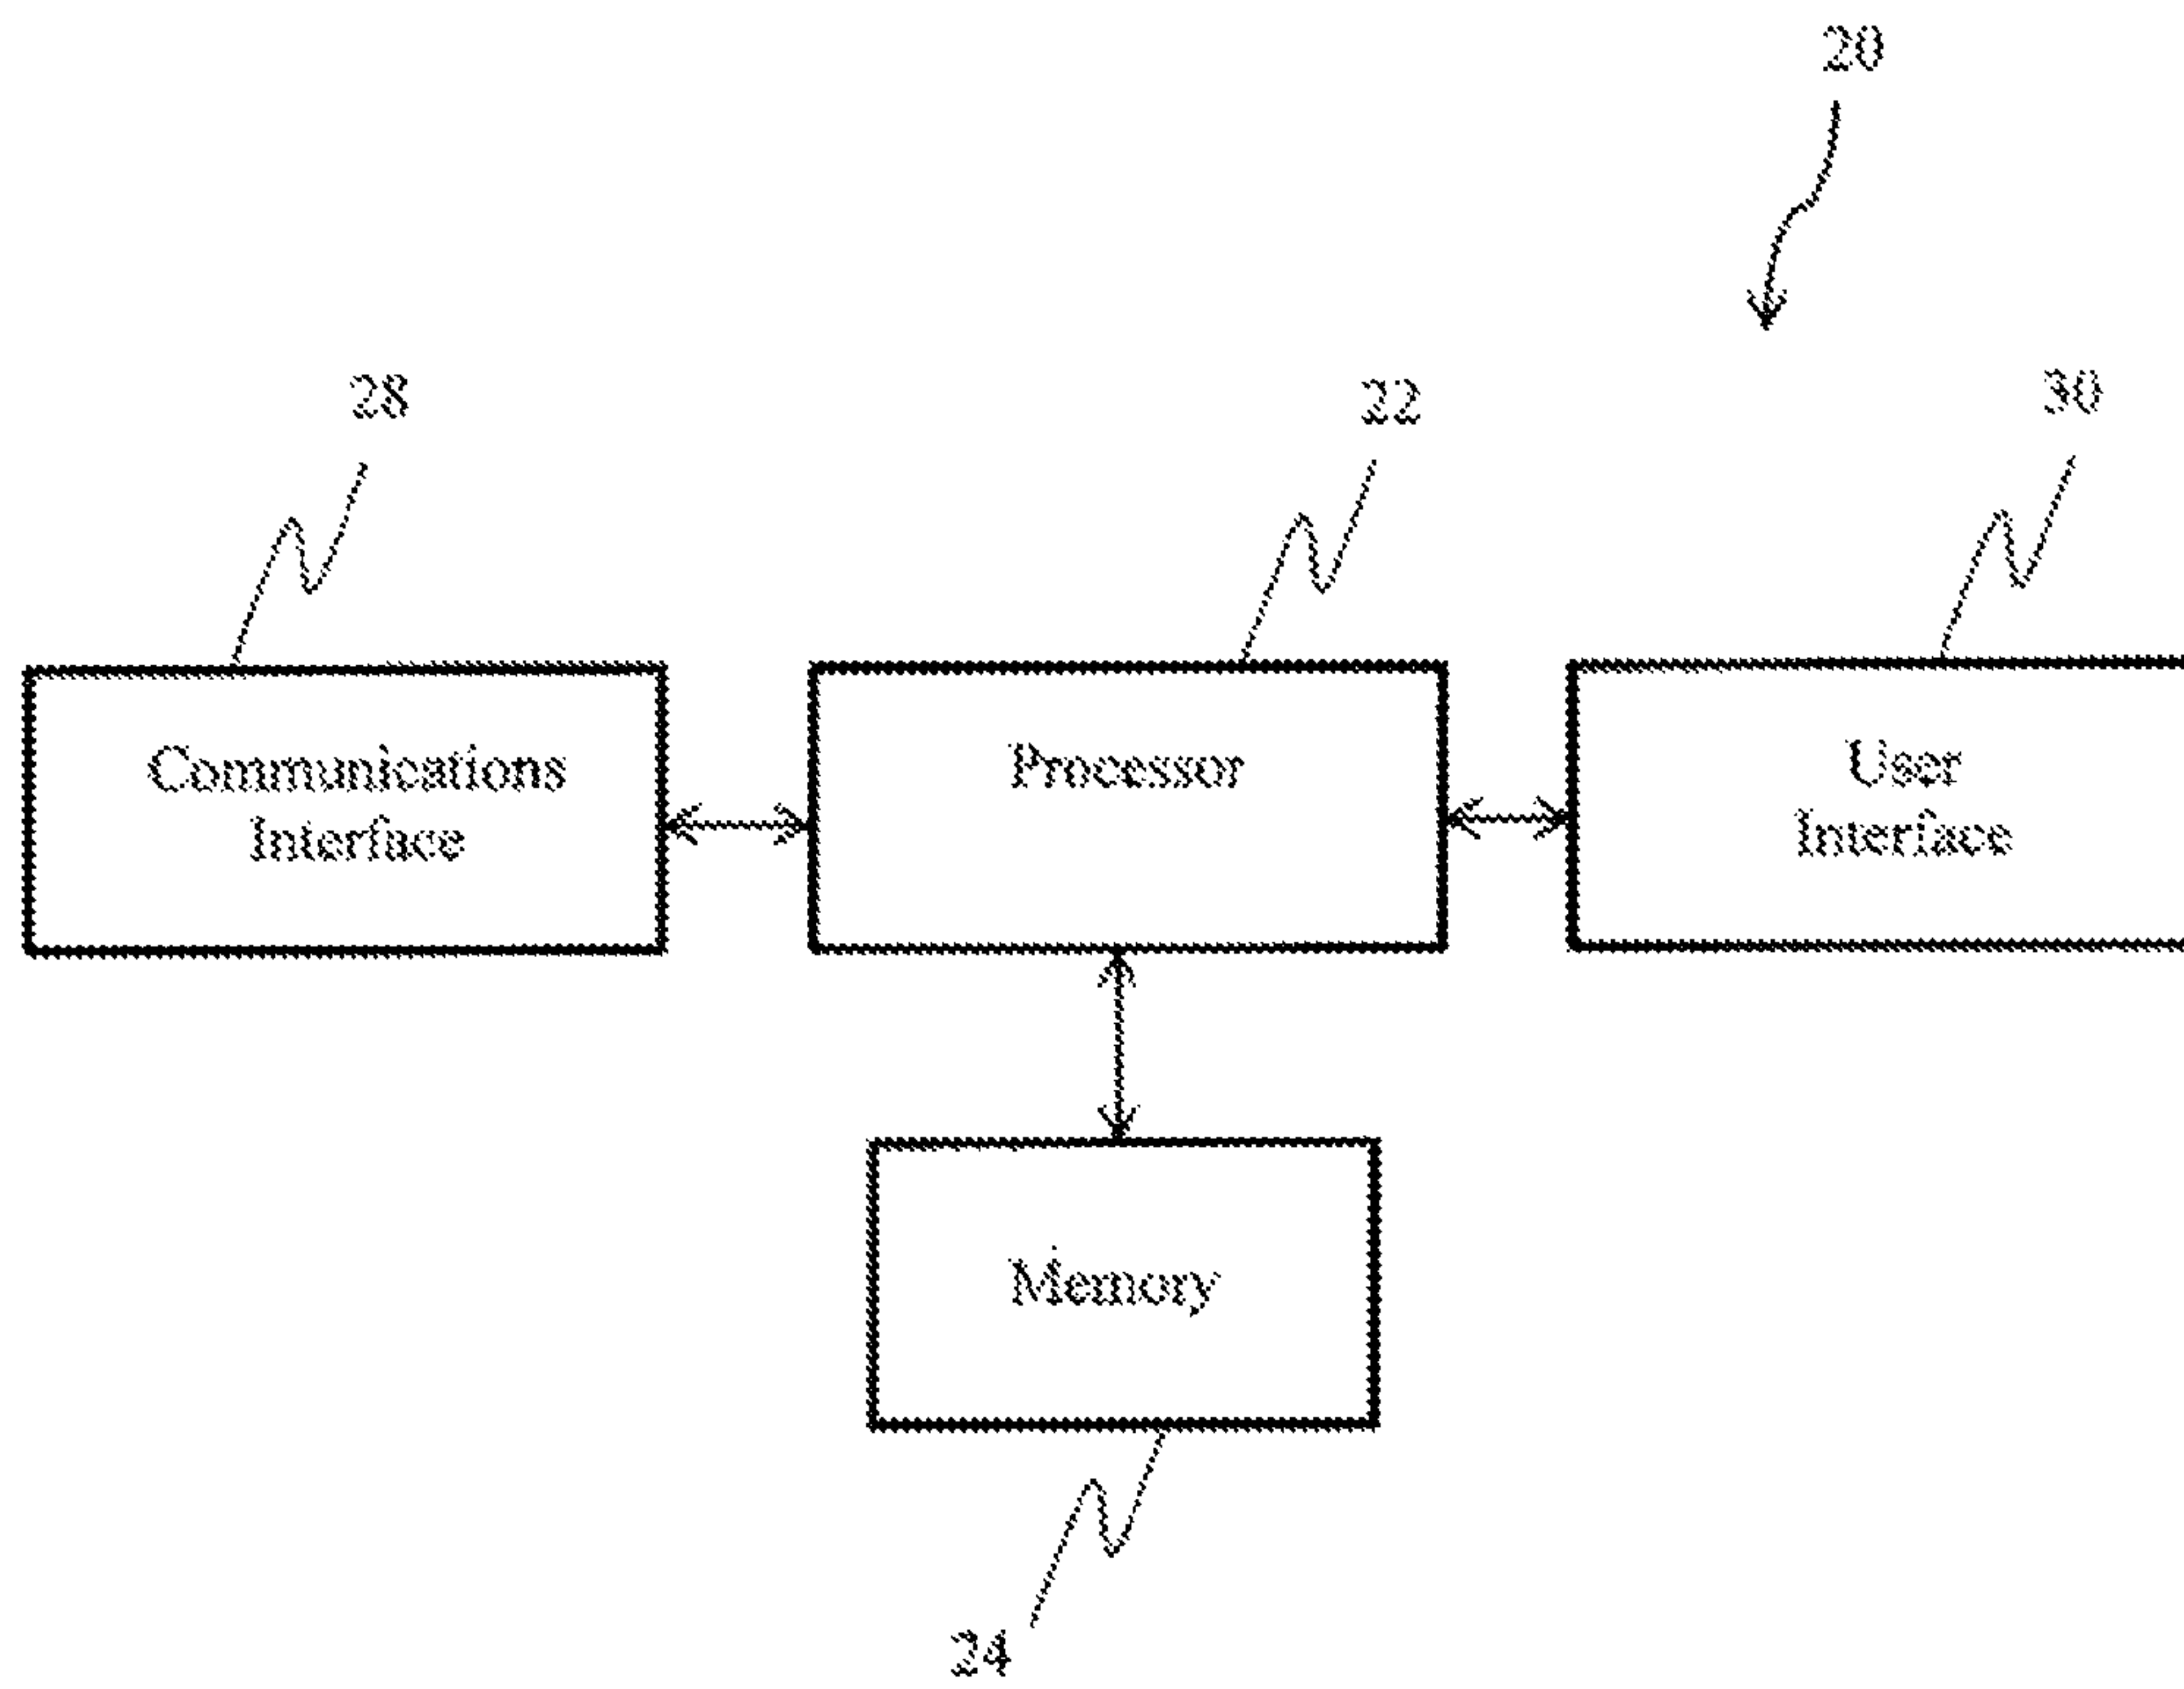 20
28
22
30
Communications
Interface
Processor
User
Interface
Memory
24